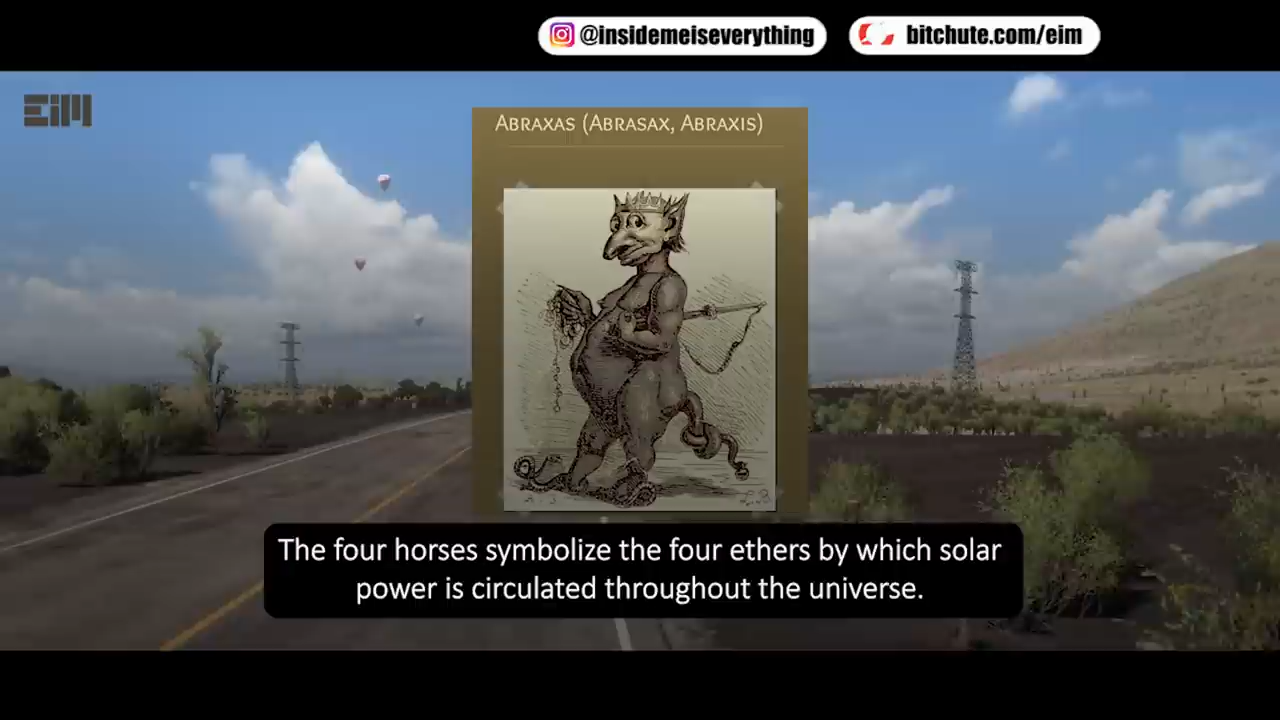 @insidemeiseverything
bitchute.com/eim
EiM
Abraxas (Abrasax, Abraxis)
The four horses symbolize the four ethers by which solar
power is circulated throughout the universe.